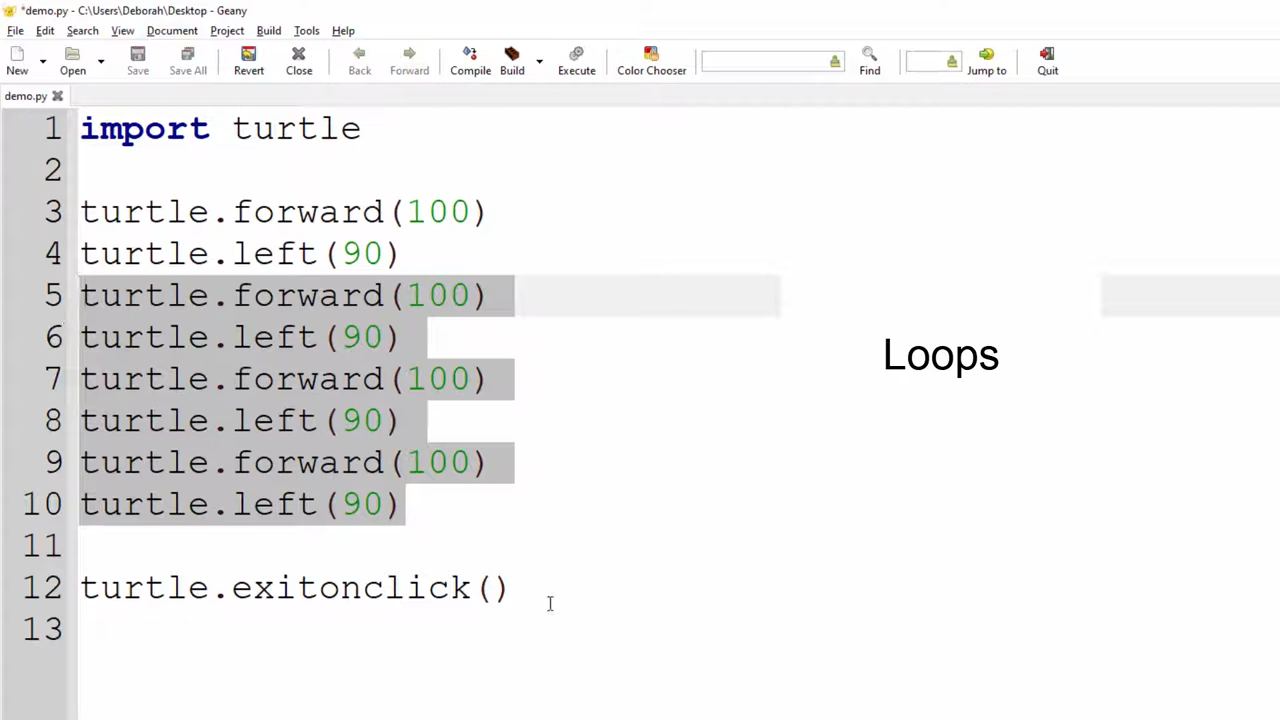 *demo.py - C:\Users\Deborah\Desktop - Geany
File Edit Search View Document Project Build Tools Help
New Open Save Save All Revert Close Back Forward Compile Build Execute Color Chooser Find Jump to Quit
demo.py
1 import turtle
2
3 turtle.forward(100)
4 turtle.left(90)
5 turtle.forward(100)
6 turtle.left(90)
Loops
7 turtle.forward(100)
8 turtle.left(90)
9 turtle.forward(100)
10 turtle.left(90)
11
12 turtle.exitonclick()
13